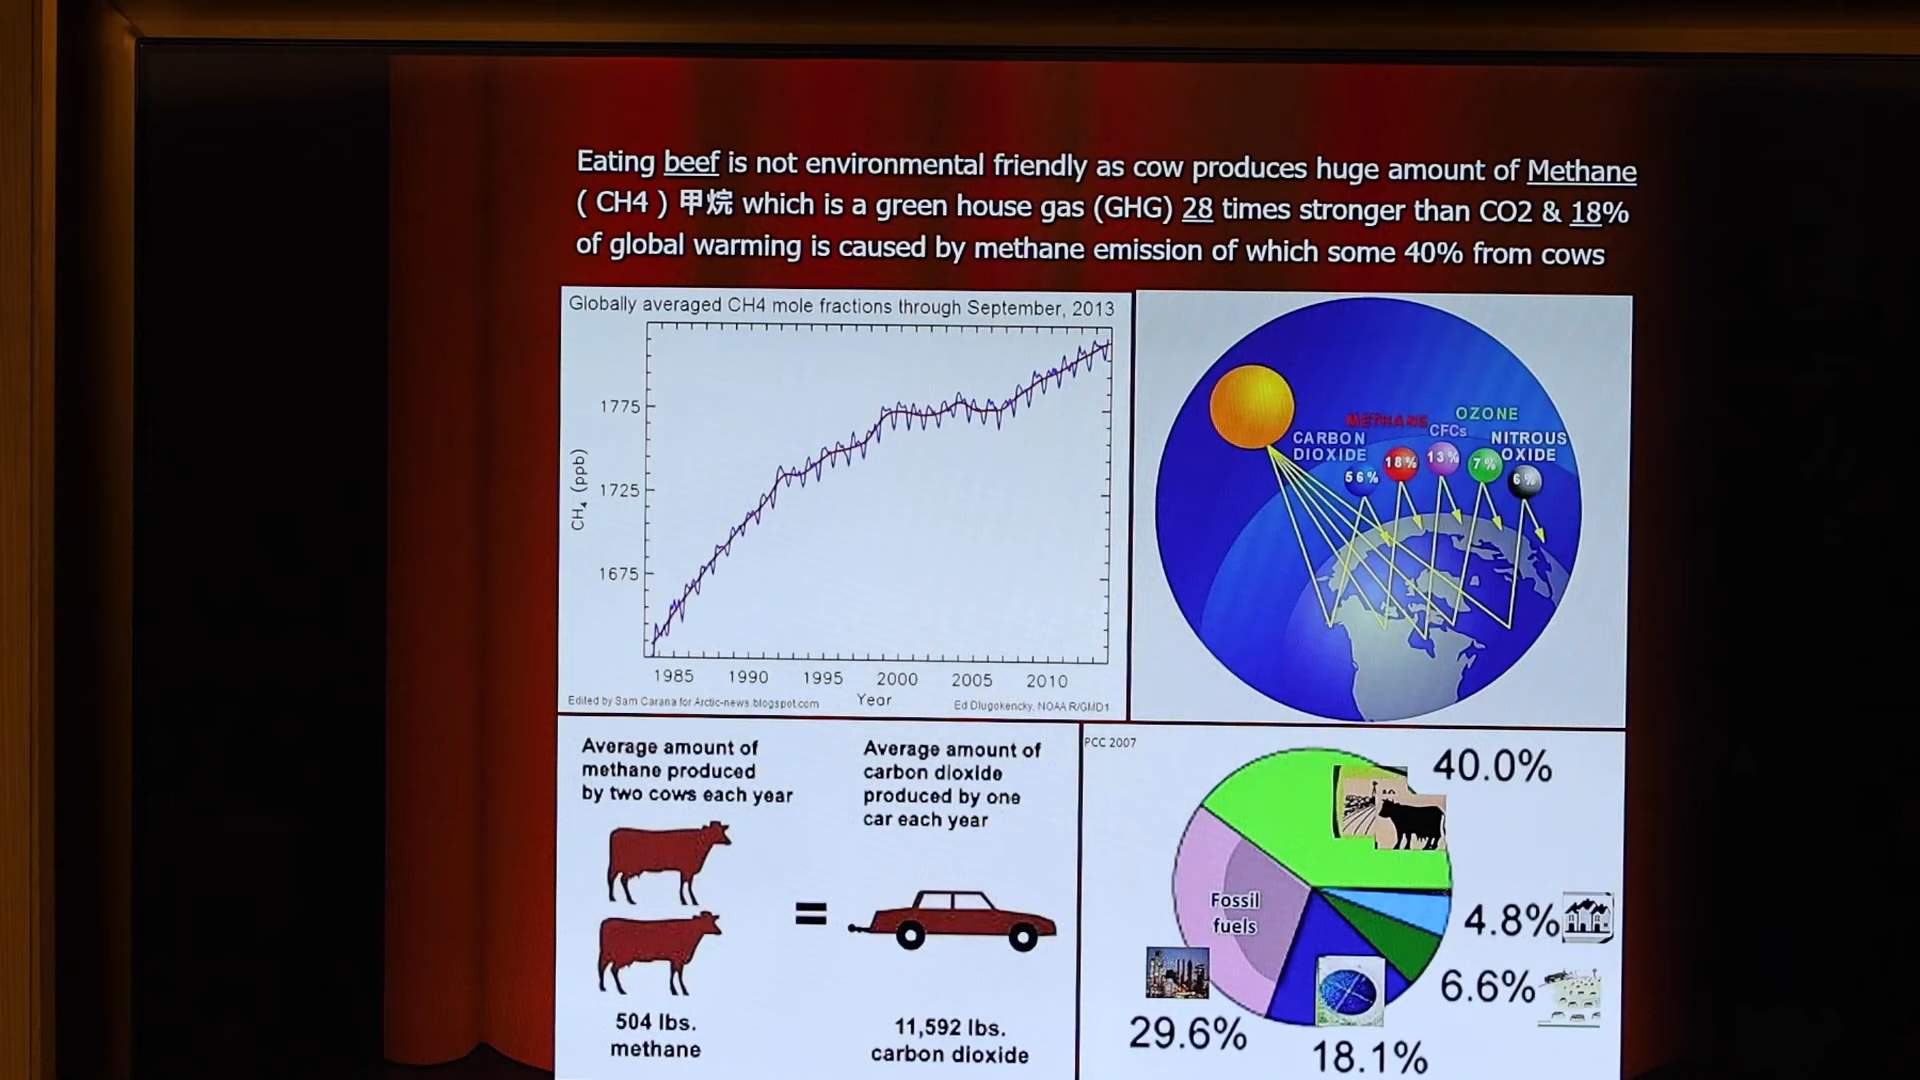 Eating beef is not environmental friendly as cow produces huge amount of Methane
( CH4 ) 甲烷 which is a green house gas (GHG) 28 times stronger than CO2 & 18%
of global warming is caused by methane emission of which some 40% from cows
Globally averaged CH4 mole fractions through September, 2013
CH₄ (ppb)
1775
1725
1675
1985 1990 1995 2000 2005 2010
Year
Edited by Sam Carana for Arctic-news.blogspot.com
Ed Dlugokencky, NOAA R/GMD1
CARBON
DIOXIDE
56%
METHANE
18%
CFCs
13%
OZONE
7%
NITROUS
OXIDE
6%
Average amount of
methane produced
by two cows each year
504 lbs.
methane
=
Average amount of
carbon dioxide
produced by one
car each year
11,592 lbs.
carbon dioxide
PCC 2007
40.0%
4.8%
6.6%
18.1%
29.6%
Fossil
fuels